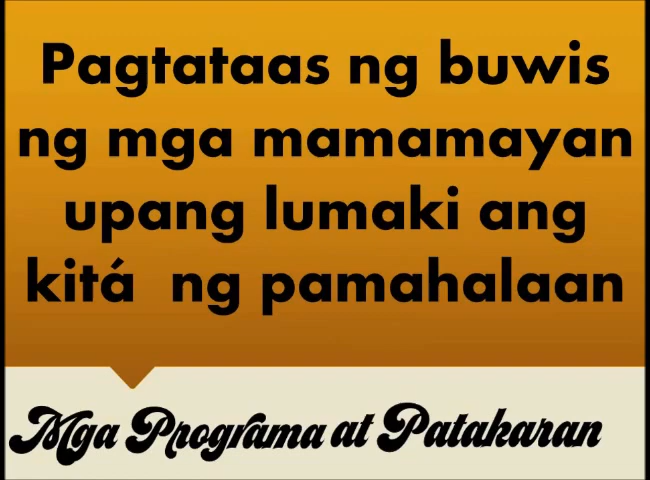 Pagtataas ng buwis
ng mga mamamayan
upang lumaki ang
kitá ng pamahalaan
Mga Programa at Patakaran